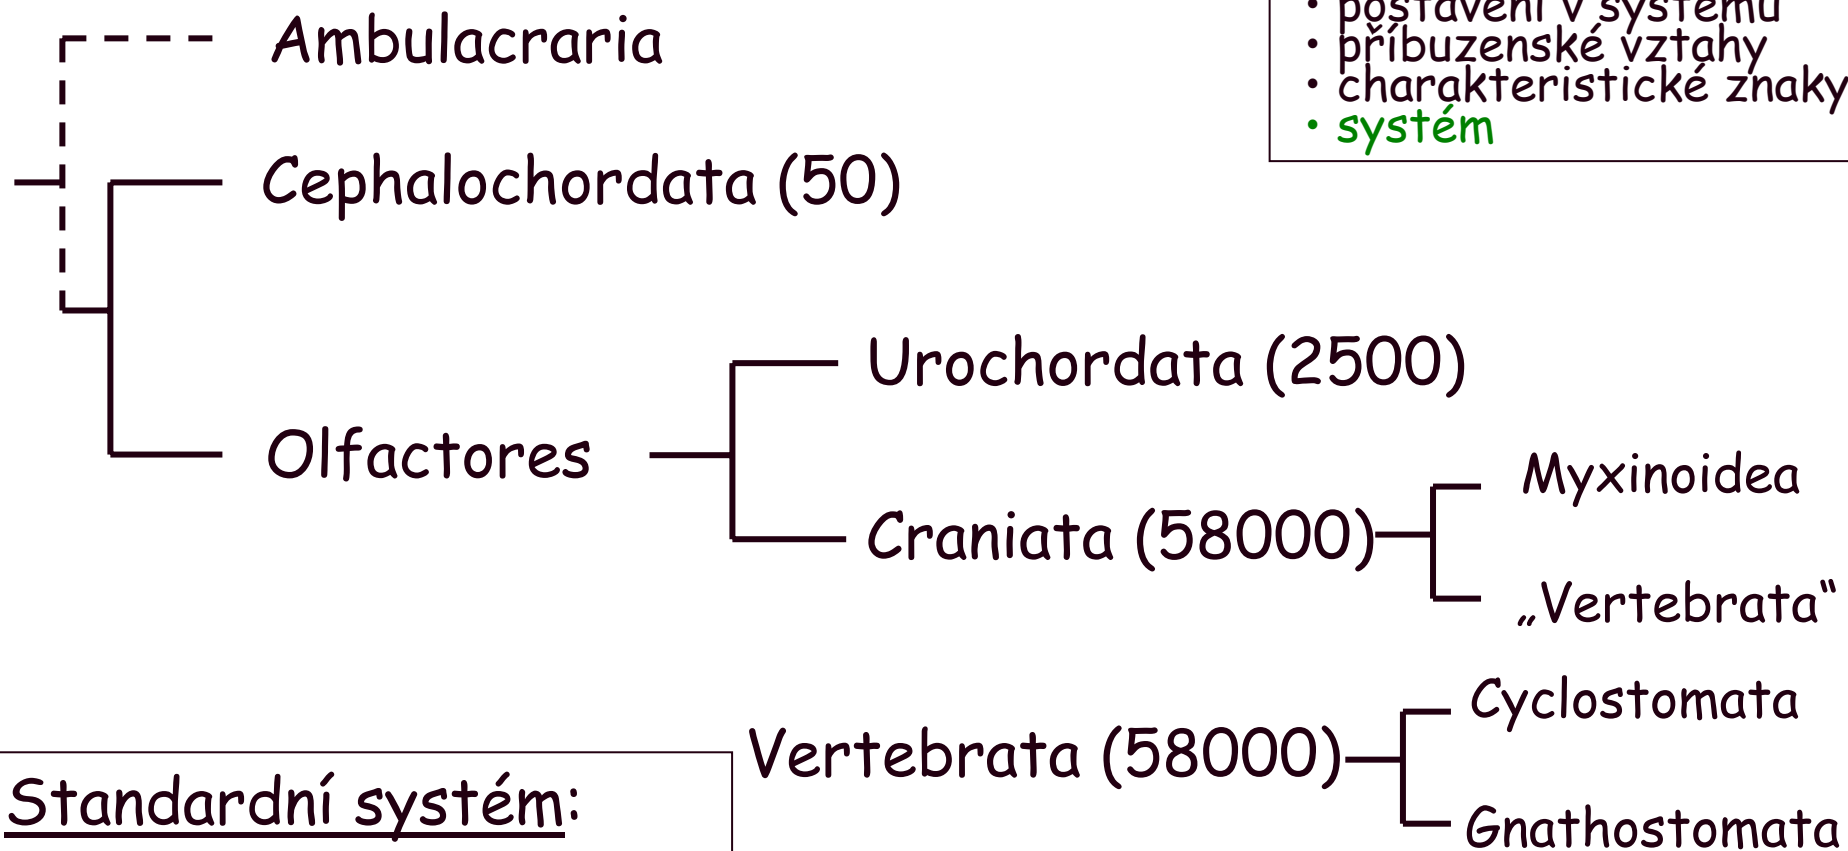 Ambulacraria
• postavení v systému
• příbuzenské vztahy
• charakteristické znaky
• systém
Cephalochordata (50)
Urochordata (2500)
Olfactores
Myxinoidea
Craniata (58000)
„Vertebrata“
Cyclostomata
Vertebrata (58000)
Standardní systém:
Gnathostomata